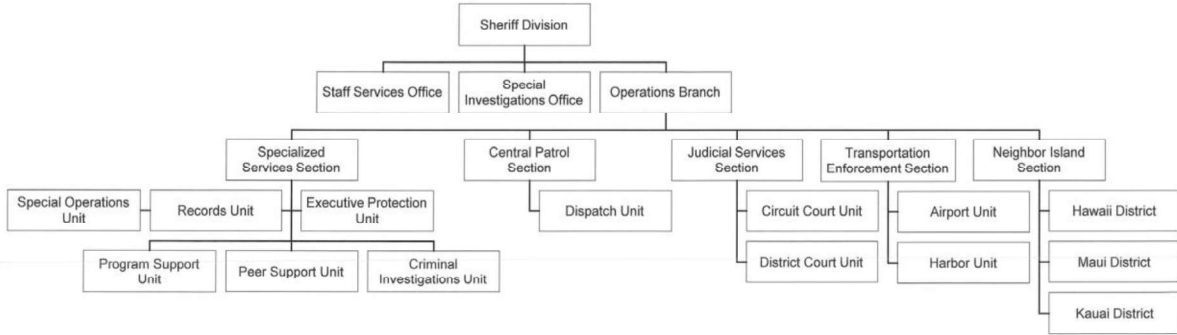 Sheriff Division
Staff Services Office
Special
Investigations Office
Operations Branch
Specialized
Services Section
Central Patrol
Section
Judicial Services
Section
Transportation
Enforcement Section
Neighbor Island
Section
Special Operations
Unit
Records Unit
Executive Protection
Unit
Dispatch Unit
Circuit Court Unit
Airport Unit
Hawaii District
Program Support
Unit
Peer Support Unit
Criminal
Investigations Unit
District Court Unit
Harbor Unit
Maui District
Kauai District